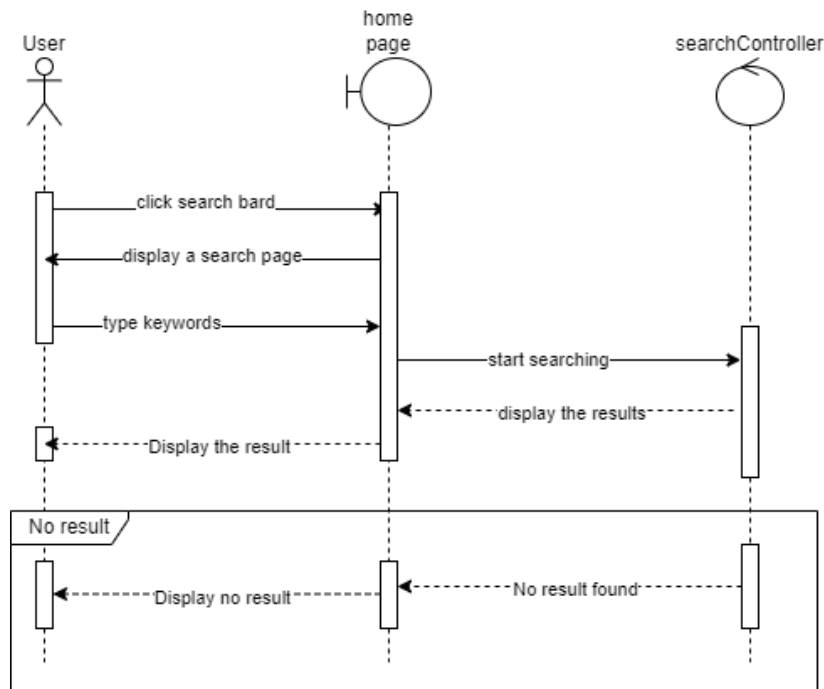 home
User
page
searchController
click search bard
display a search page
type keywords
start searching
display the results
Display the result
No result
No result found
Display no result